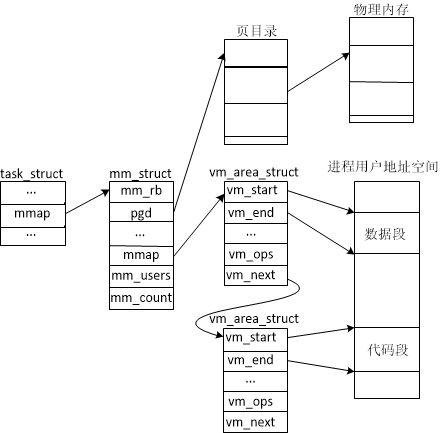 页目录
物理内存
task_struct
...
mmap
...
mm_struct
mm_rb
pgd
...
mmap
mm_users
mm_count
vm_area_struct
vm_start
vm_end
...
vm_ops
vm_next
进程用户地址空间
数据段
代码段
vm_area_struct
vm_start
vm_end
...
vm_ops
vm_next